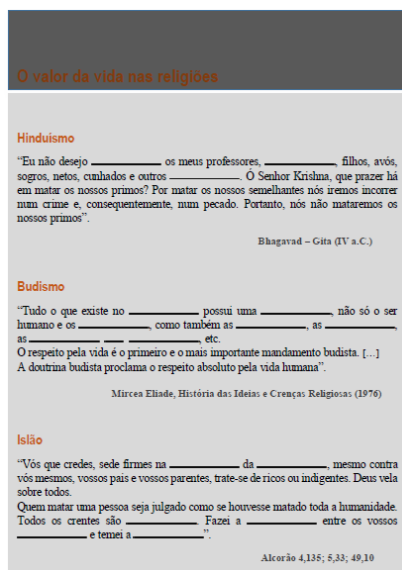 O valor da vida nas religiões
Hinduismo
“Eu não desejo __________ os meus professores, __________, filhos, avós,
sogros, netos, cunhados e outros __________. Ó Senhor Krishna, que prazer há
em matar os nossos primos? Por matar os nossos semelhantes nós iremos incorrer
num crime e, consequentemente, num pecado. Portanto, nós não mataremos os
nossos primos”.
Bhagavad – Gita (IV a.C.)
Budismo
“Tudo o que existe no __________ possui uma __________, não só o ser
humano e os __________, como também as __________, as __________,
as __________ ___ __________, etc.
O respeito pela vida é o primeiro e o mais importante mandamento budista. [...]
A doutrina budista proclama o respeito absoluto pela vida humana”.
Mircea Eliade, História das Ideias e Crenças Religiosas (1976)
Islão
“Vós que credes, sede firmes na __________ da __________, mesmo contra
vós mesmos, vossos pais e vossos parentes, trate-se de ricos ou indigentes. Deus vela
sobre todos.
Quem matar uma pessoa seja julgado como se houvesse matado toda a humanidade.
Todos os crentes são __________. Fazei a __________ entre os vossos
__________ e temei a __________”.
Alcorão 4,135; 5,33; 49,10